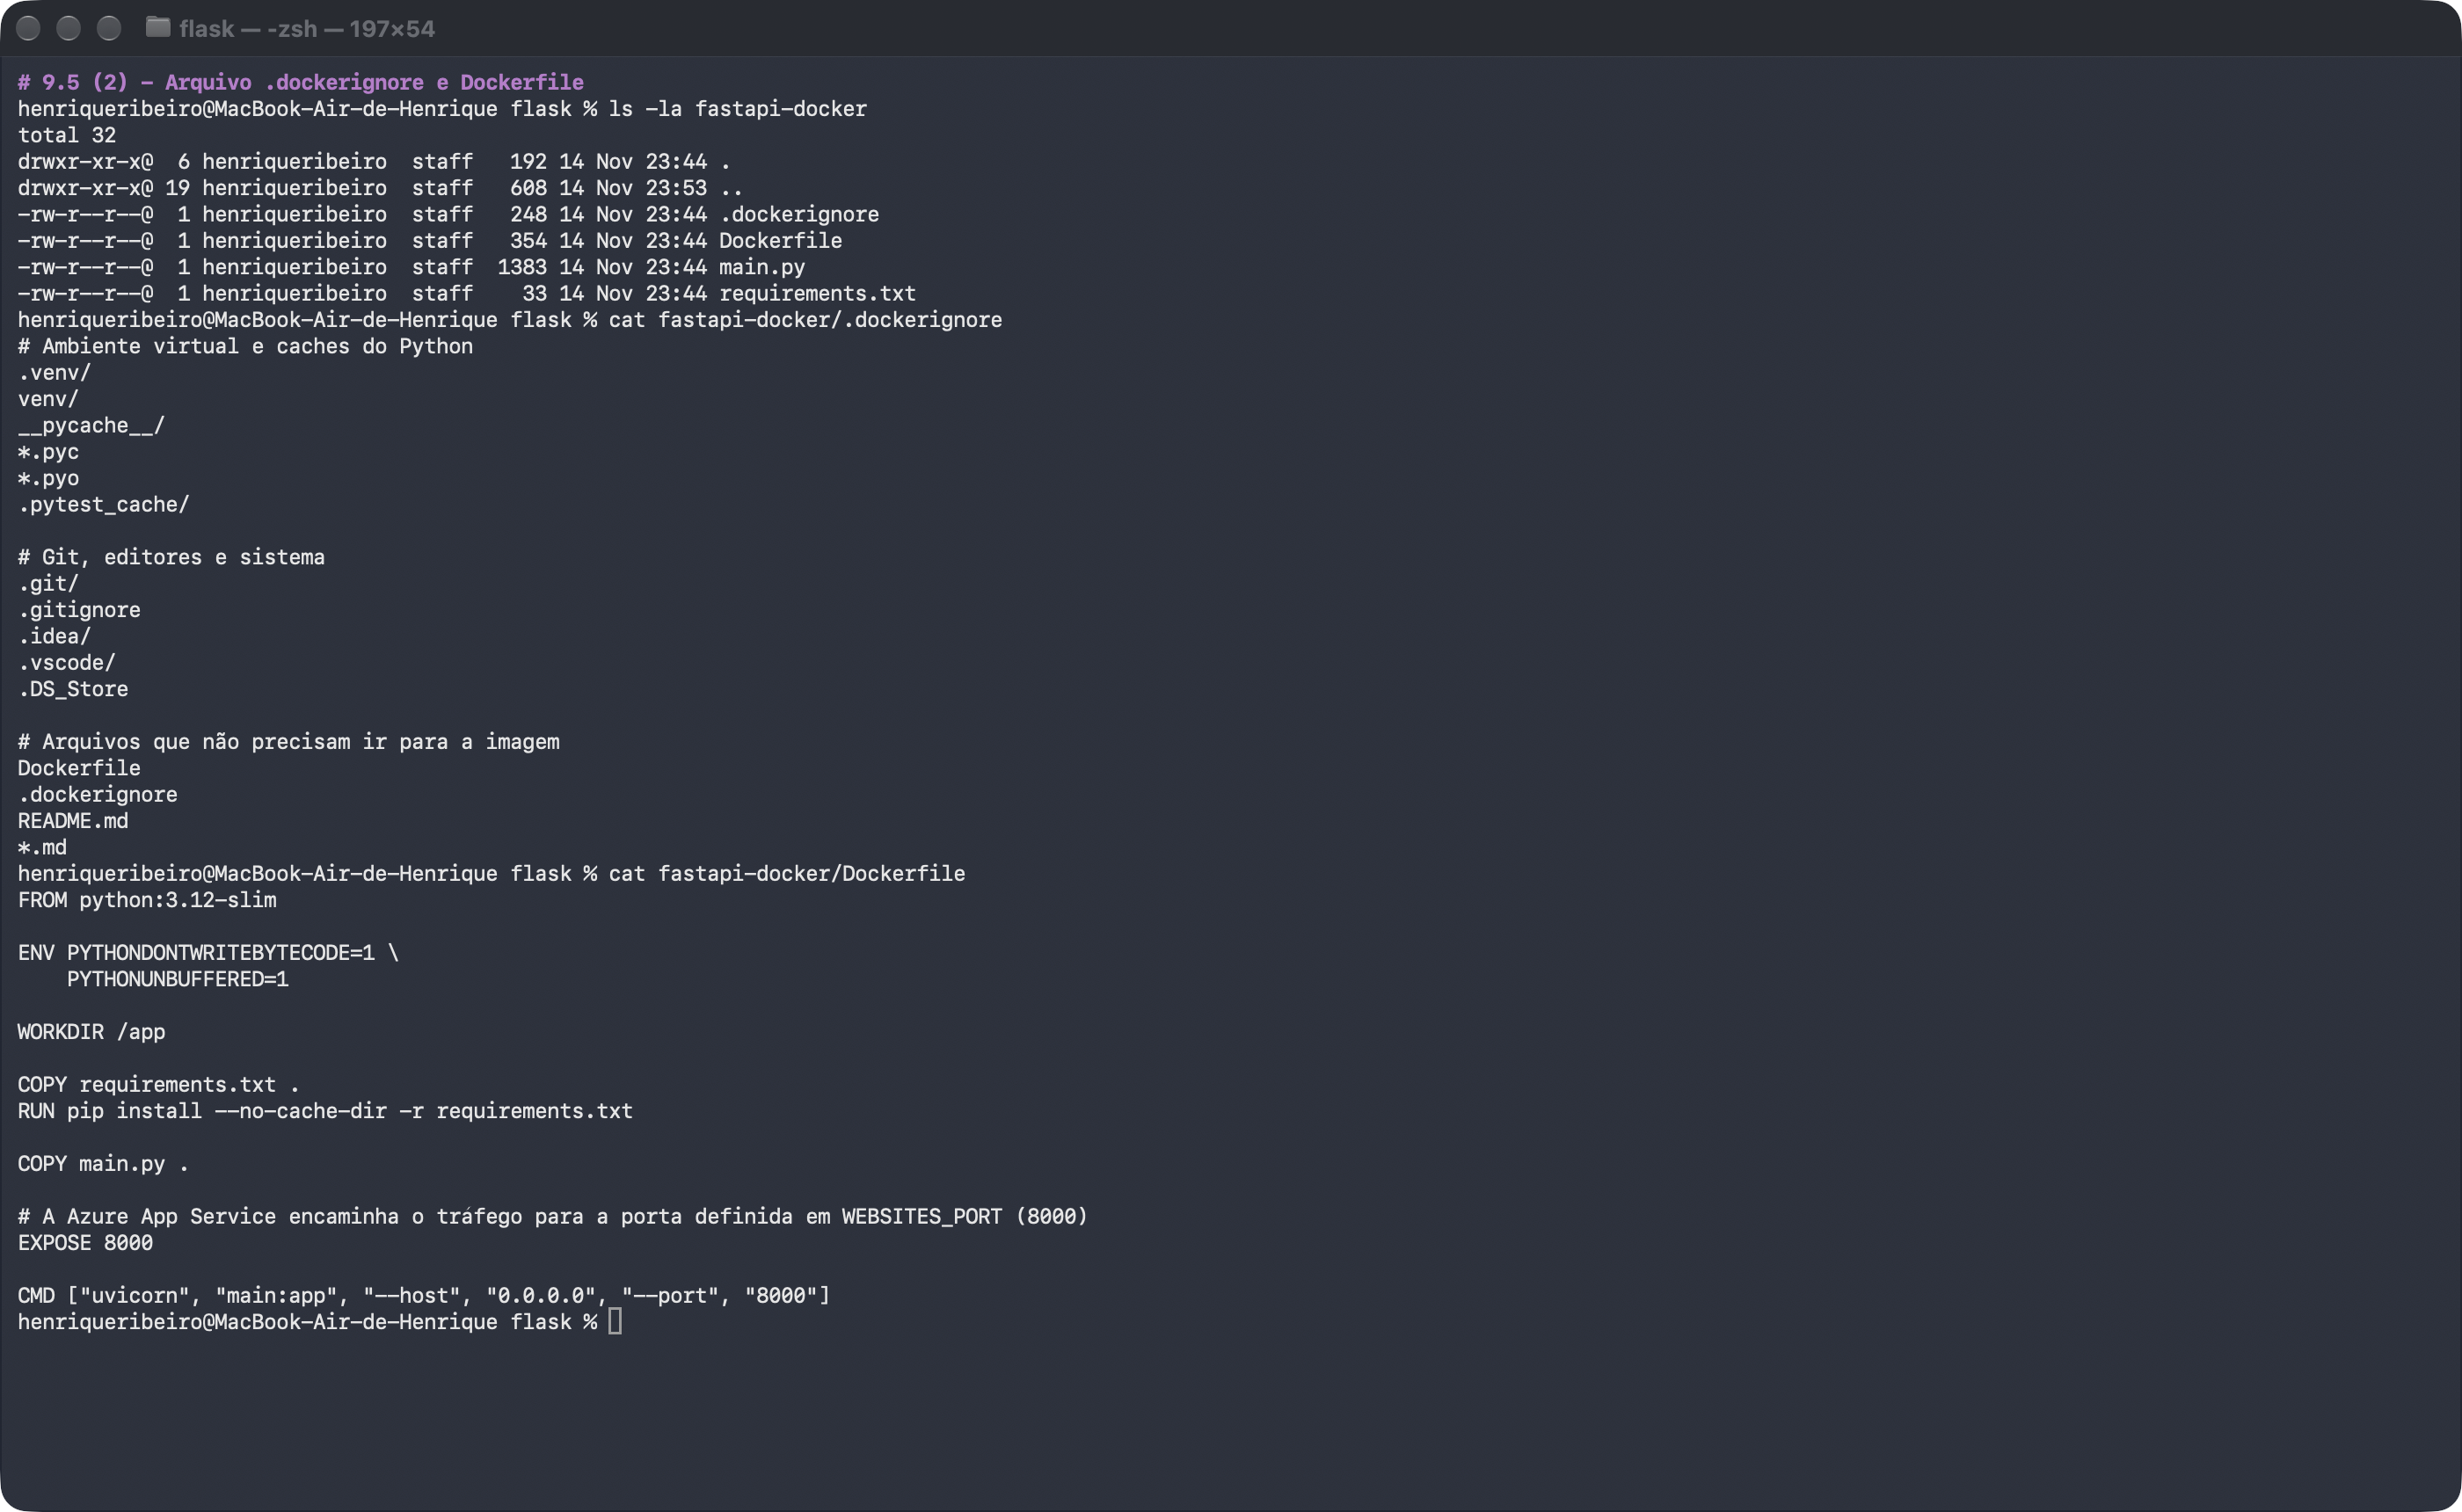 flask — -zsh — 197×54
# 9.5 (2) – Arquivo .dockerignore e Dockerfile
henriqueribeiro@MacBook-Air-de-Henrique flask % ls -la fastapi-docker
total 32
drwxr-xr-x@  6 henriqueribeiro  staff   192 14 Nov 23:44 .
drwxr-xr-x@ 19 henriqueribeiro  staff   608 14 Nov 23:53 ..
-rw-r--r--@  1 henriqueribeiro  staff   248 14 Nov 23:44 .dockerignore
-rw-r--r--@  1 henriqueribeiro  staff   354 14 Nov 23:44 Dockerfile
-rw-r--r--@  1 henriqueribeiro  staff  1383 14 Nov 23:44 main.py
-rw-r--r--@  1 henriqueribeiro  staff    33 14 Nov 23:44 requirements.txt
henriqueribeiro@MacBook-Air-de-Henrique flask % cat fastapi-docker/.dockerignore
# Ambiente virtual e caches do Python
.venv/
venv/
__pycache__/
*.pyc
*.pyo
.pytest_cache/

# Git, editores e sistema
.git/
.gitignore
.idea/
.vscode/
.DS_Store

# Arquivos que não precisam ir para a imagem
Dockerfile
.dockerignore
README.md
*.md
henriqueribeiro@MacBook-Air-de-Henrique flask % cat fastapi-docker/Dockerfile
FROM python:3.12-slim

ENV PYTHONDONTWRITEBYTECODE=1 \
    PYTHONUNBUFFERED=1

WORKDIR /app

COPY requirements.txt .
RUN pip install --no-cache-dir -r requirements.txt

COPY main.py .

# A Azure App Service encaminha o tráfego para a porta definida em WEBSITES_PORT (8000)
EXPOSE 8000

CMD ["uvicorn", "main:app", "--host", "0.0.0.0", "--port", "8000"]
henriqueribeiro@MacBook-Air-de-Henrique flask %